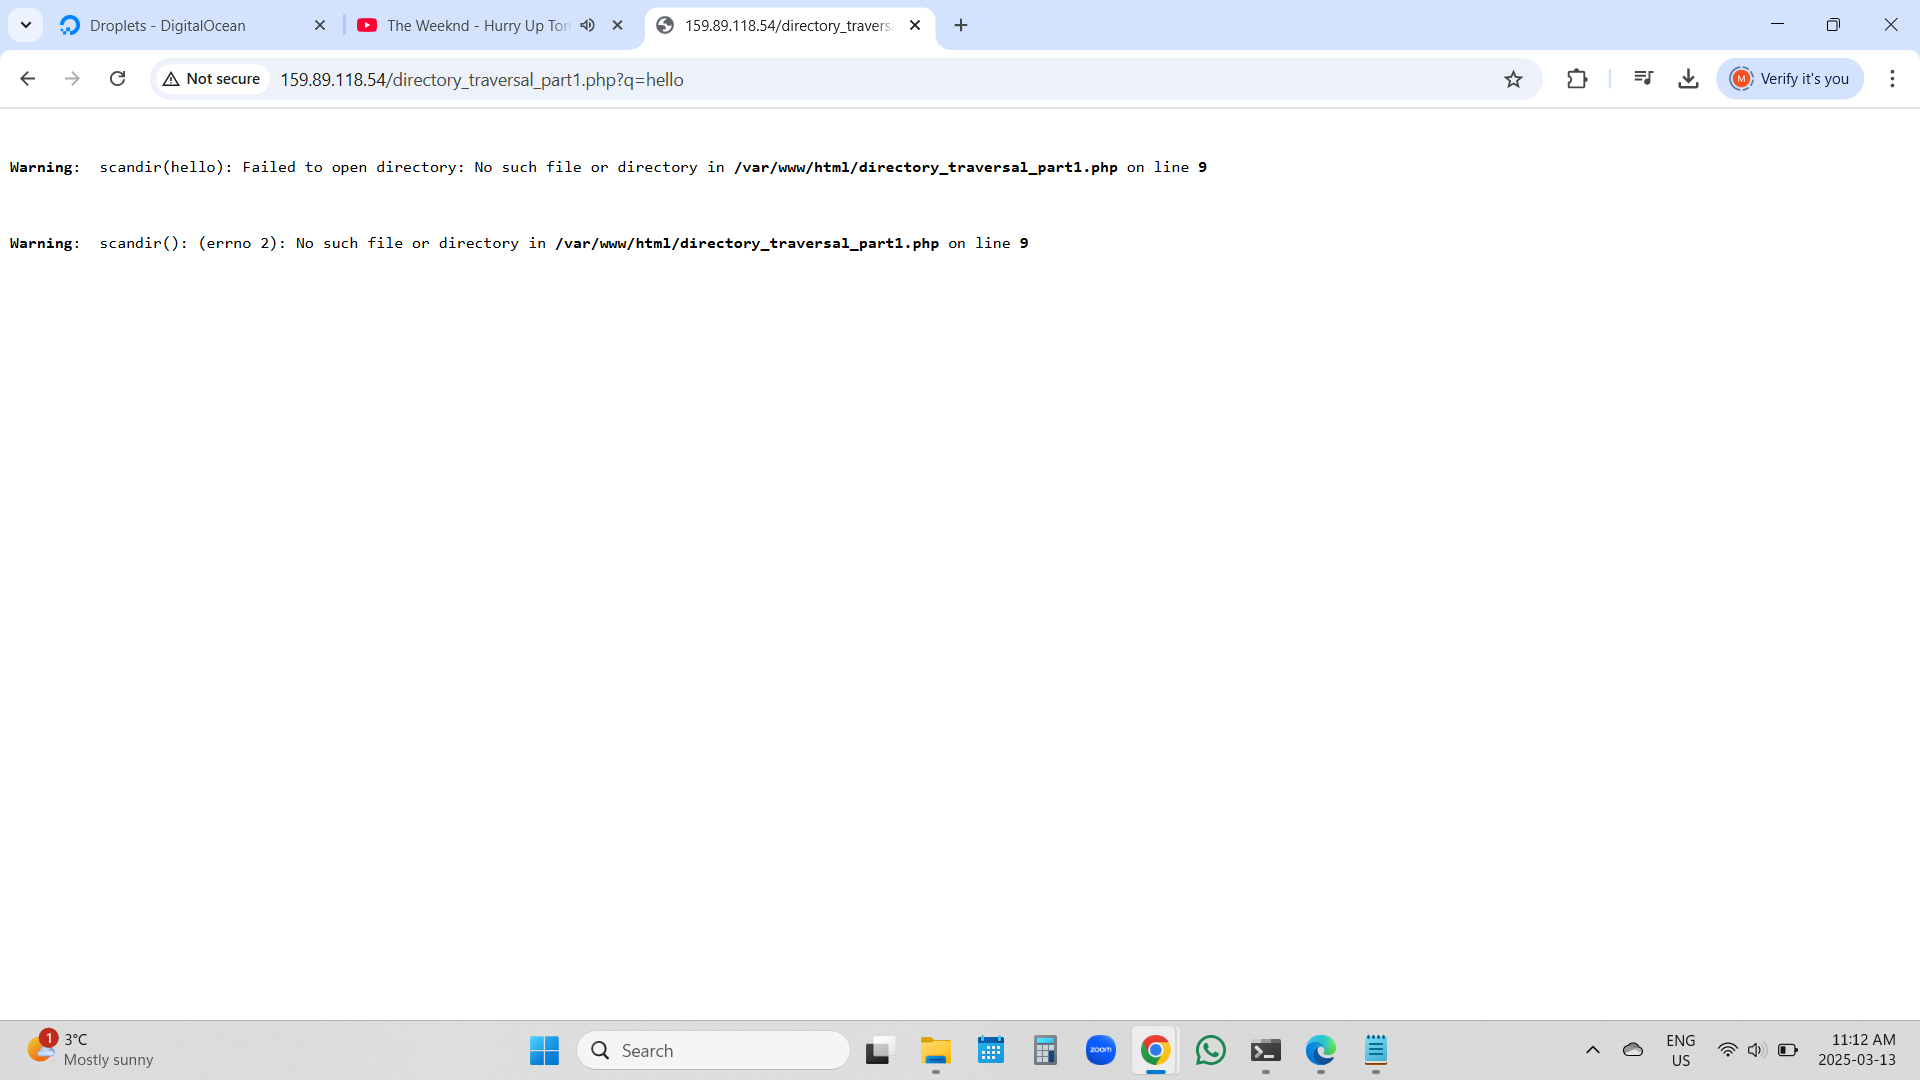 Droplets - DigitalOcean
The Weeknd - Hurry Up Ton
159.89.118.54/directory_travers
Not secure
159.89.118.54/directory_traversal_part1.php?q=hello
M
Verify it's you
Warning:  scandir(hello): Failed to open directory: No such file or directory in /var/www/html/directory_traversal_part1.php on line 9
Warning:  scandir(): (errno 2): No such file or directory in /var/www/html/directory_traversal_part1.php on line 9
1
3°C
Mostly sunny
Search
zoom
ENG
US
11:12 AM
2025-03-13